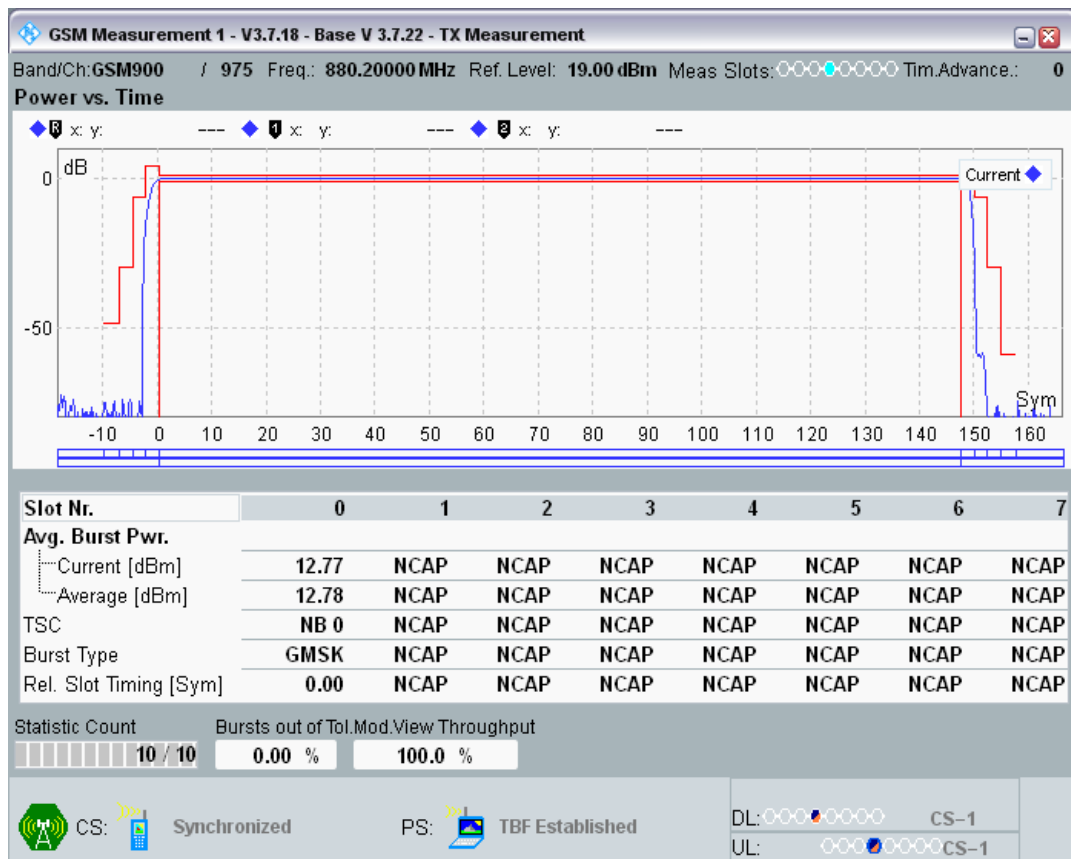 GSM Measurement 1 - V3.7.18 - Base V 3.7.22 - TX Measurement
Band/Ch:GSM900 / 975 Freq.: 880.20000 MHz Ref. Level: 19.00 dBm Meas Slots: Tim.Advance.: 0
Power vs. Time
R x: y: --- 1 x: y: --- 2 x: y: ---
dB
0
Current
-50
Sym
-10 0 10 20 30 40 50 60 70 80 90 100 110 120 130 140 150 160
Slot Nr. 0 1 2 3 4 5 6 7
Avg. Burst Pwr.
Current [dBm] 12.77 NCAP NCAP NCAP NCAP NCAP NCAP NCAP
Average [dBm] 12.78 NCAP NCAP NCAP NCAP NCAP NCAP NCAP
TSC NB 0 NCAP NCAP NCAP NCAP NCAP NCAP NCAP
Burst Type GMSK NCAP NCAP NCAP NCAP NCAP NCAP NCAP
Rel. Slot Timing [Sym] 0.00 NCAP NCAP NCAP NCAP NCAP NCAP NCAP
Statistic Count Bursts out of Tol.Mod.View Throughput
10 / 10 0.00 % 100.0 %
CS: Synchronized PS: TBF Established DL: CS-1
UL: CS-1